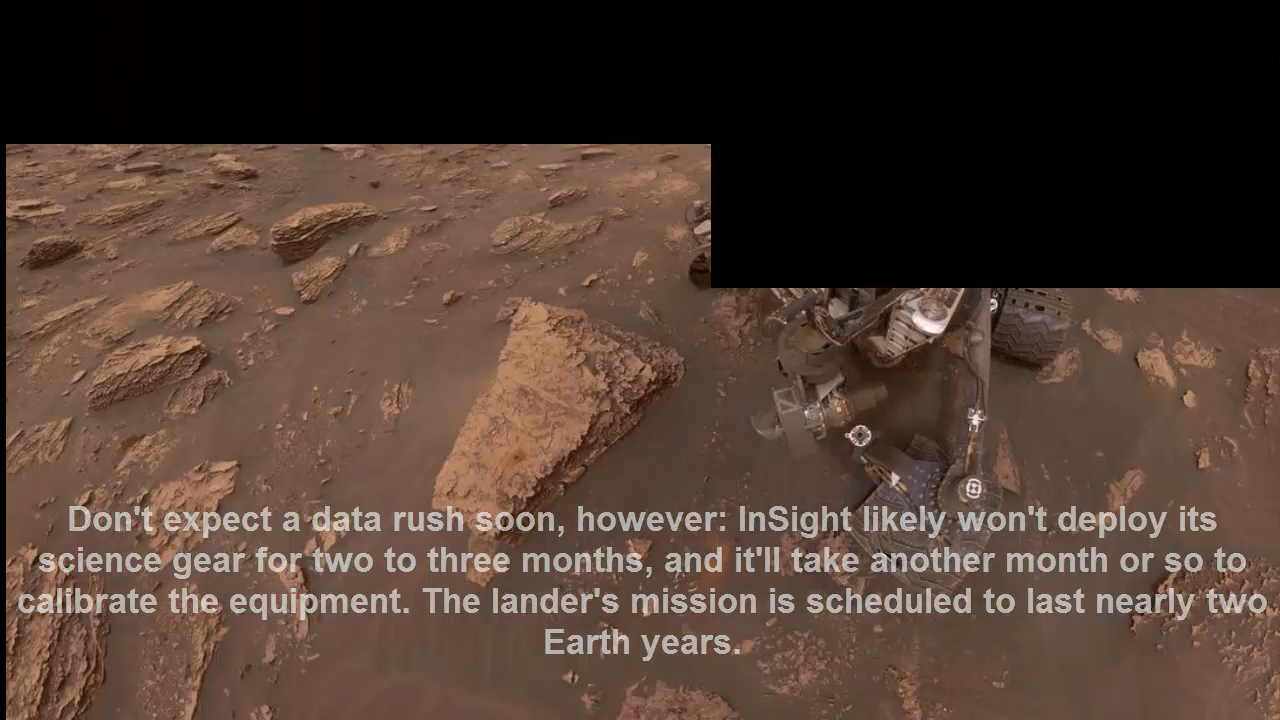 Don't expect a data rush soon, however: InSight likely won't deploy its
science gear for two to three months, and it'll take another month or so to
calibrate the equipment. The lander's mission is scheduled to last nearly two
Earth years.